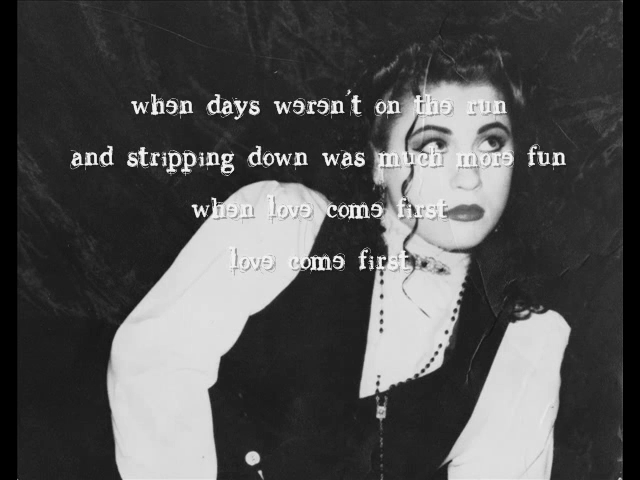 when days weren't on the run
and stripping down was much more fun
when love come first
love come first